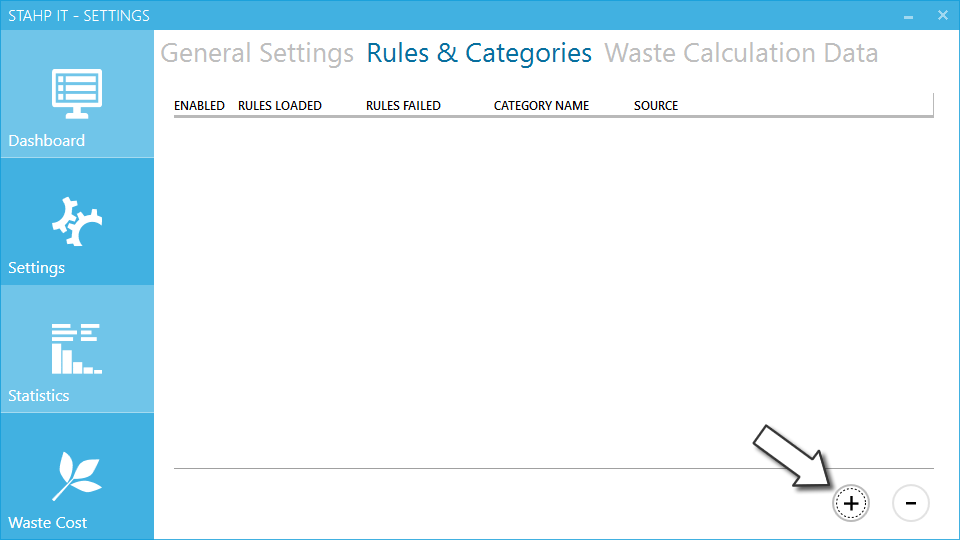 STAHP IT - SETTINGS
General Settings Rules & Categories Waste Calculation Data
ENABLED RULES LOADED RULES FAILED CATEGORY NAME SOURCE
Dashboard
Settings
Statistics
Waste Cost